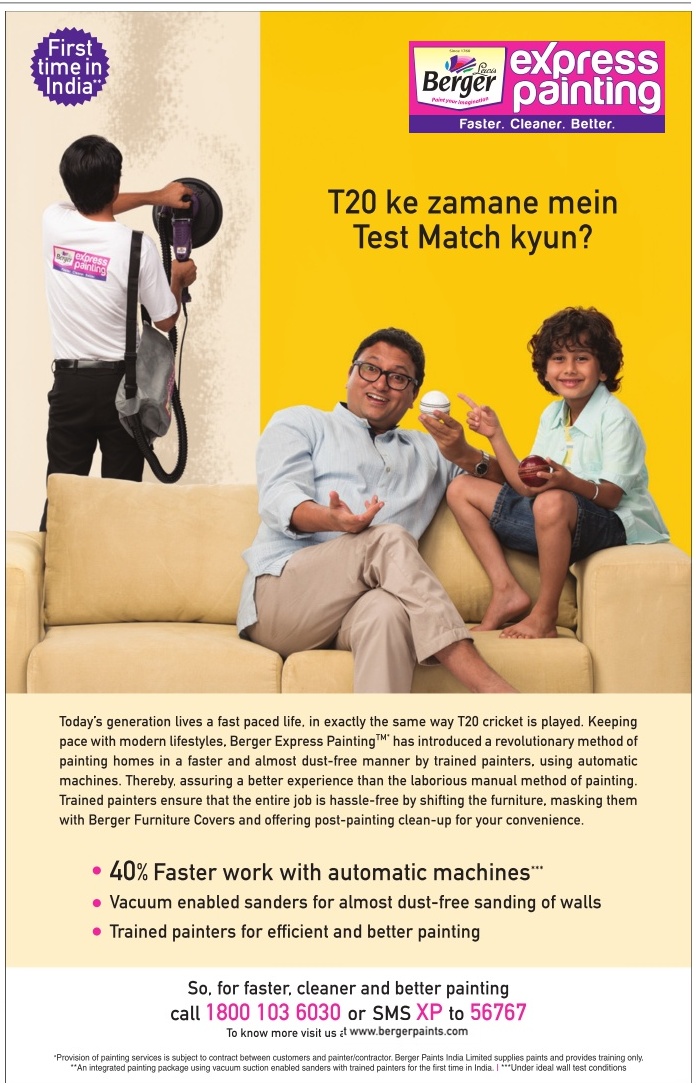 First
time in
India**
Since 1760
Lewis
Berger
Paint your imagination
express
painting
Faster. Cleaner. Better.
T20 ke zamane mein
Test Match kyun?
Berger
express
painting
Today's generation lives a fast paced life, in exactly the same way T20 cricket is played. Keeping
pace with modern lifestyles, Berger Express Painting™* has introduced a revolutionary method of
painting homes in a faster and almost dust-free manner by trained painters, using automatic
machines. Thereby, assuring a better experience than the laborious manual method of painting.
Trained painters ensure that the entire job is hassle-free by shifting the furniture, masking them
with Berger Furniture Covers and offering post-painting clean-up for your convenience.
• 40% Faster work with automatic machines***
• Vacuum enabled sanders for almost dust-free sanding of walls
• Trained painters for efficient and better painting
So, for faster, cleaner and better painting
call 1800 103 6030 or SMS XP to 56767
To know more visit us at www.bergerpaints.com
*Provision of painting services is subject to contract between customers and painter/contractor. Berger Paints India Limited supplies paints and provides training only.
**An integrated painting package using vacuum suction enabled sanders with trained painters for the first time in India. | ***Under ideal wall test conditions